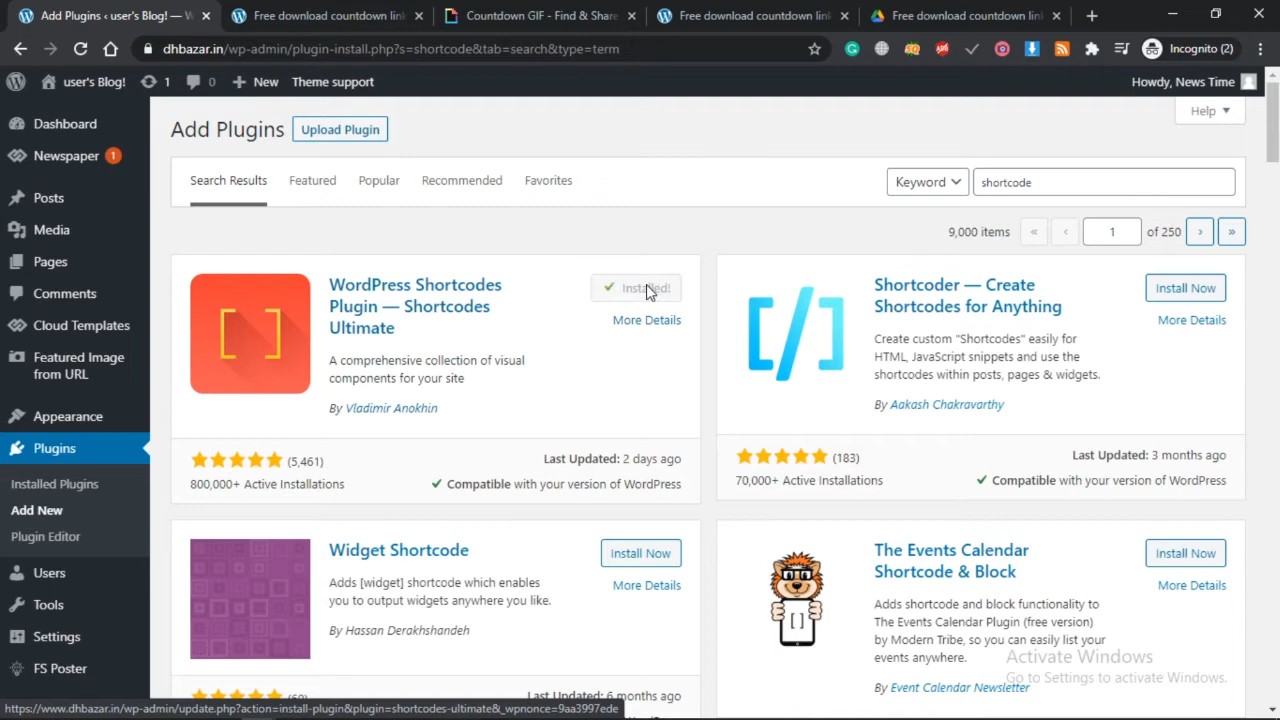 Add Plugins ‹ user's Blog! — W
Free download countdown lin
Countdown GIF - Find & Share
Free download countdown lin
Free download countdown lin
dhbazar.in/wp-admin/plugin-install.php?s=shortcode&tab=search&type=term
Incognito (2)
user's Blog!
1
0
New
Theme support
Howdy, News Time
Dashboard
Newspaper 1
Posts
Media
Pages
Comments
Cloud Templates
Featured Image
from URL
Appearance
Plugins
Installed Plugins
Add New
Plugin Editor
Users
Tools
Settings
FS Poster
Help
Add Plugins
Upload Plugin
Search Results
Featured
Popular
Recommended
Favorites
Keyword
shortcode
9,000 items
«
‹
1
of 250
›
»
WordPress Shortcodes
Plugin — Shortcodes
Ultimate
Installed!
More Details
A comprehensive collection of visual
components for your site
By Vladimir Anokhin
(5,461)
800,000+ Active Installations
Last Updated: 2 days ago
Compatible with your version of WordPress
Shortcoder — Create
Shortcodes for Anything
Install Now
More Details
Create custom "Shortcodes" easily for
HTML, JavaScript snippets and use the
shortcodes within posts, pages & widgets.
By Aakash Chakravarthy
(183)
70,000+ Active Installations
Last Updated: 3 months ago
Compatible with your version of WordPress
Widget Shortcode
Install Now
More Details
Adds [widget] shortcode which enables
you to output widgets anywhere you like.
By Hassan Derakhshandeh
Last Updated: 6 months ago
The Events Calendar
Shortcode & Block
Install Now
More Details
Adds shortcode and block functionality to
The Events Calendar Plugin (free version)
by Modern Tribe, so you can easily list your
events anywhere.
By Event Calendar Newsletter
Activate Windows
Go to Settings to activate Windows.
https://www.dhbazar.in/wp-admin/update.php?action=install-plugin&plugin=shortcodes-ultimate&_wpnonce=9aa3997ede